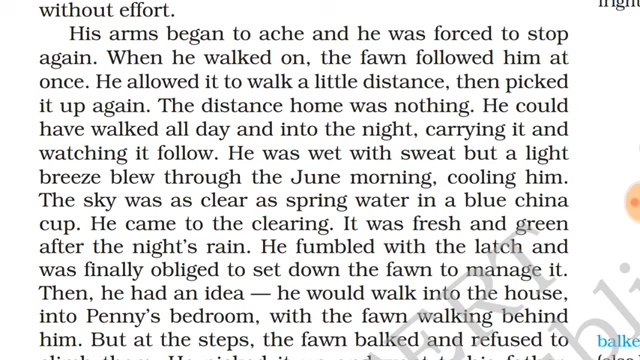 without effort.
His arms began to ache and he was forced to stop
again. When he walked on, the fawn followed him at
once. He allowed it to walk a little distance, then picked
it up again. The distance home was nothing. He could
have walked all day and into the night, carrying it and
watching it follow. He was wet with sweat but a light
breeze blew through the June morning, cooling him.
The sky was as clear as spring water in a blue china
cup. He came to the clearing. It was fresh and green
after the night's rain. He fumbled with the latch and
was finally obliged to set down the fawn to manage it.
Then, he had an idea — he would walk into the house,
into Penny's bedroom, with the fawn walking behind
him. But at the steps, the fawn balked and refused to